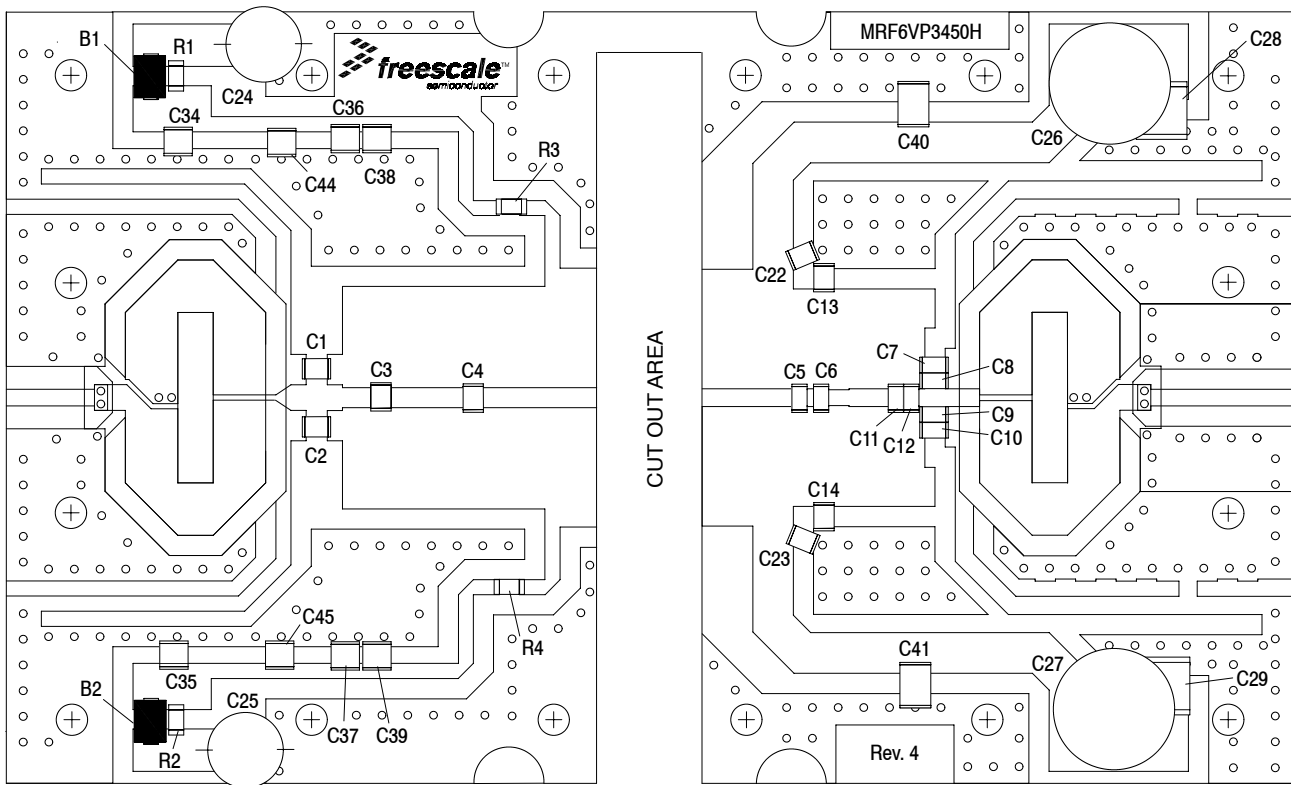 B1
R1
C24
C34
C36
C44
C38
freescale™
semiconductor
R3
MRF6VP3450H
C28
C40
C26
C22
C13
C1
C3
C4
C2
CUT OUT AREA
C5
C6
C7
C8
C9
C10
C11
C12
C14
C23
C45
R4
C35
B2
R2
C25
C37
C39
C41
C27
C29
Rev. 4